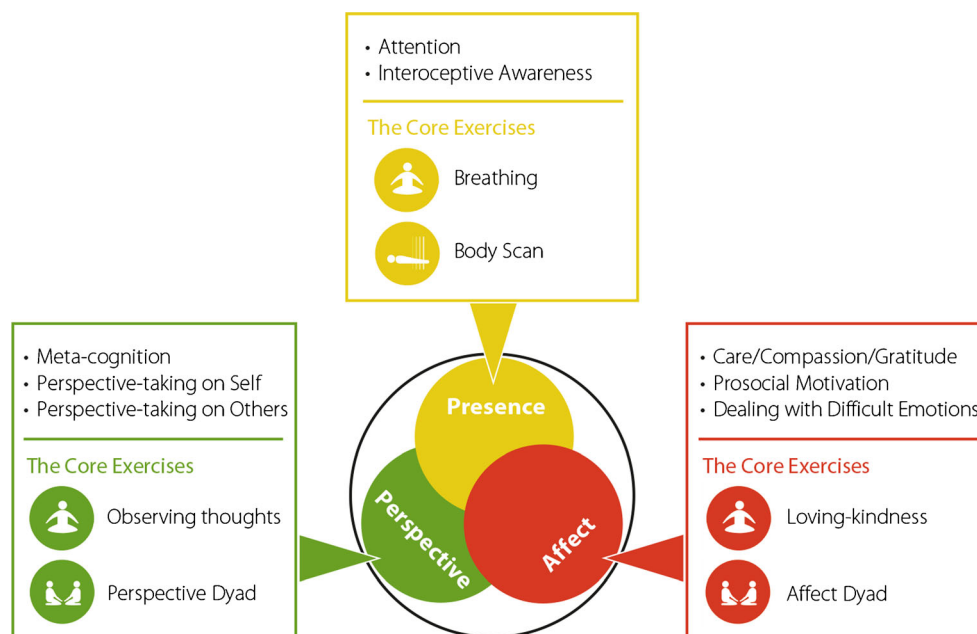 • Attention
• Interoceptive Awareness
The Core Exercises
Breathing
Body Scan
• Meta-cognition
• Perspective-taking on Self
• Perspective-taking on Others
The Core Exercises
Observing thoughts
Perspective Dyad
Presence
Perspective
Affect
• Care/Compassion/Gratitude
• Prosocial Motivation
• Dealing with Difficult Emotions
The Core Exercises
Loving-kindness
Affect Dyad